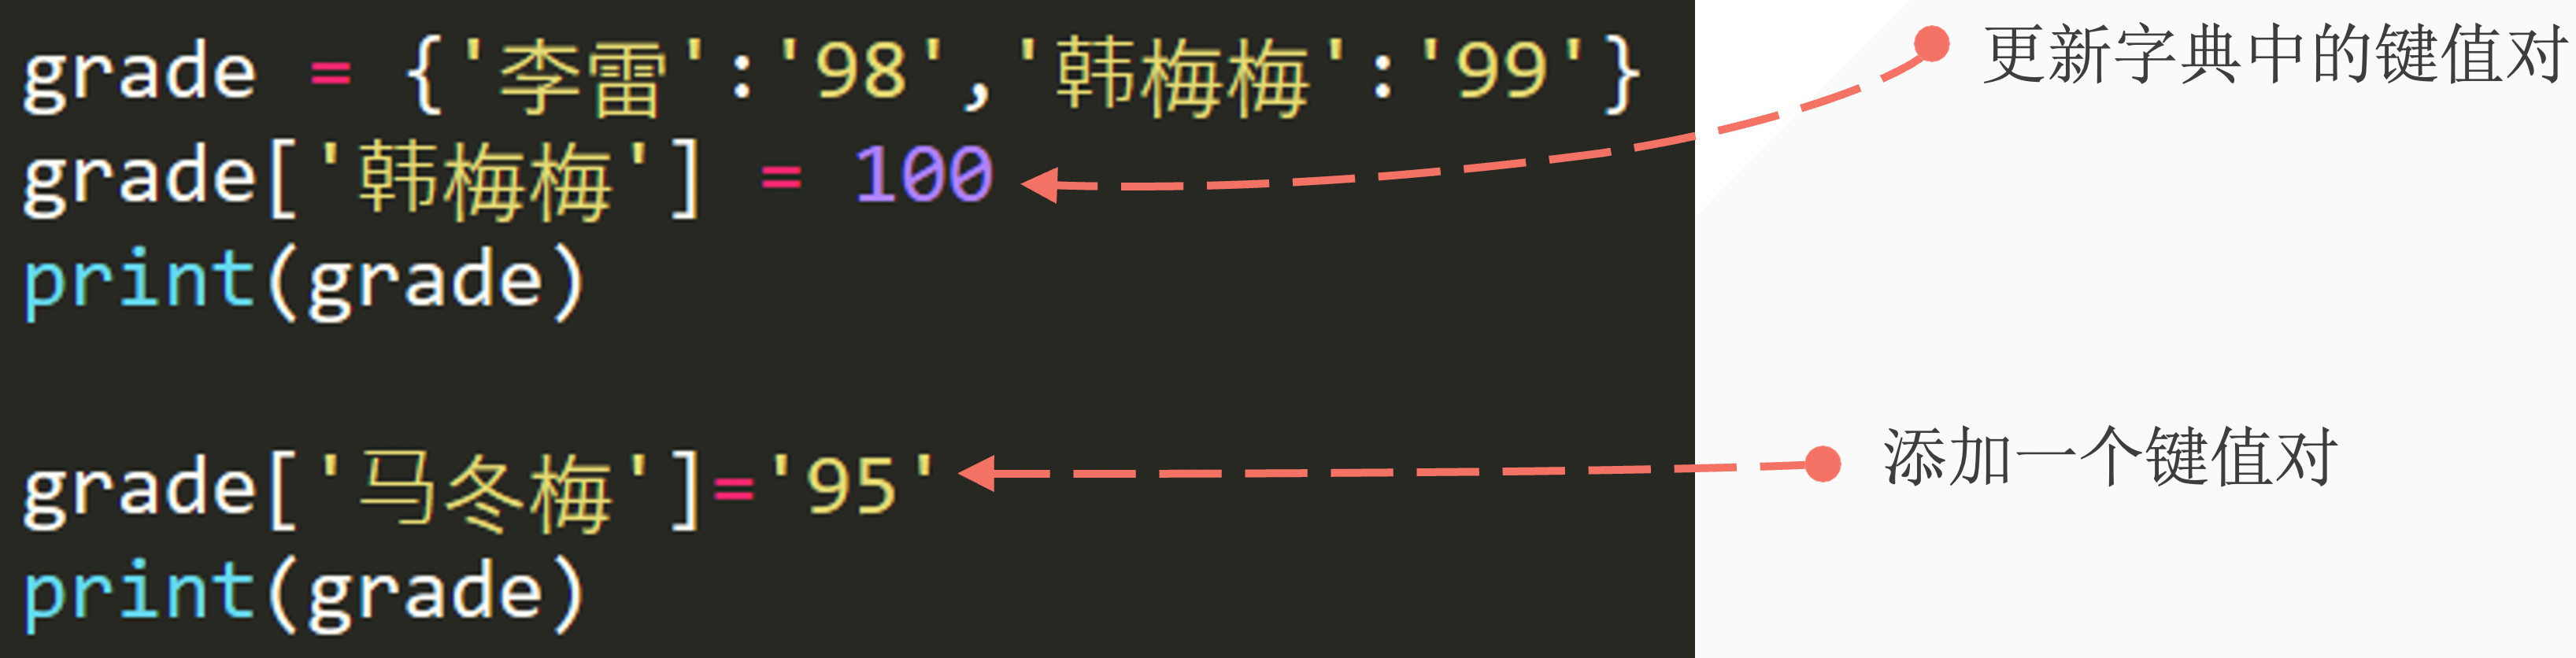 grade = {'李雷':'98','韩梅梅':'99'}
更新字典中的键值对
grade['韩梅梅'] = 100
print(grade)
grade['马冬梅']='95'
添加一个键值对
print(grade)